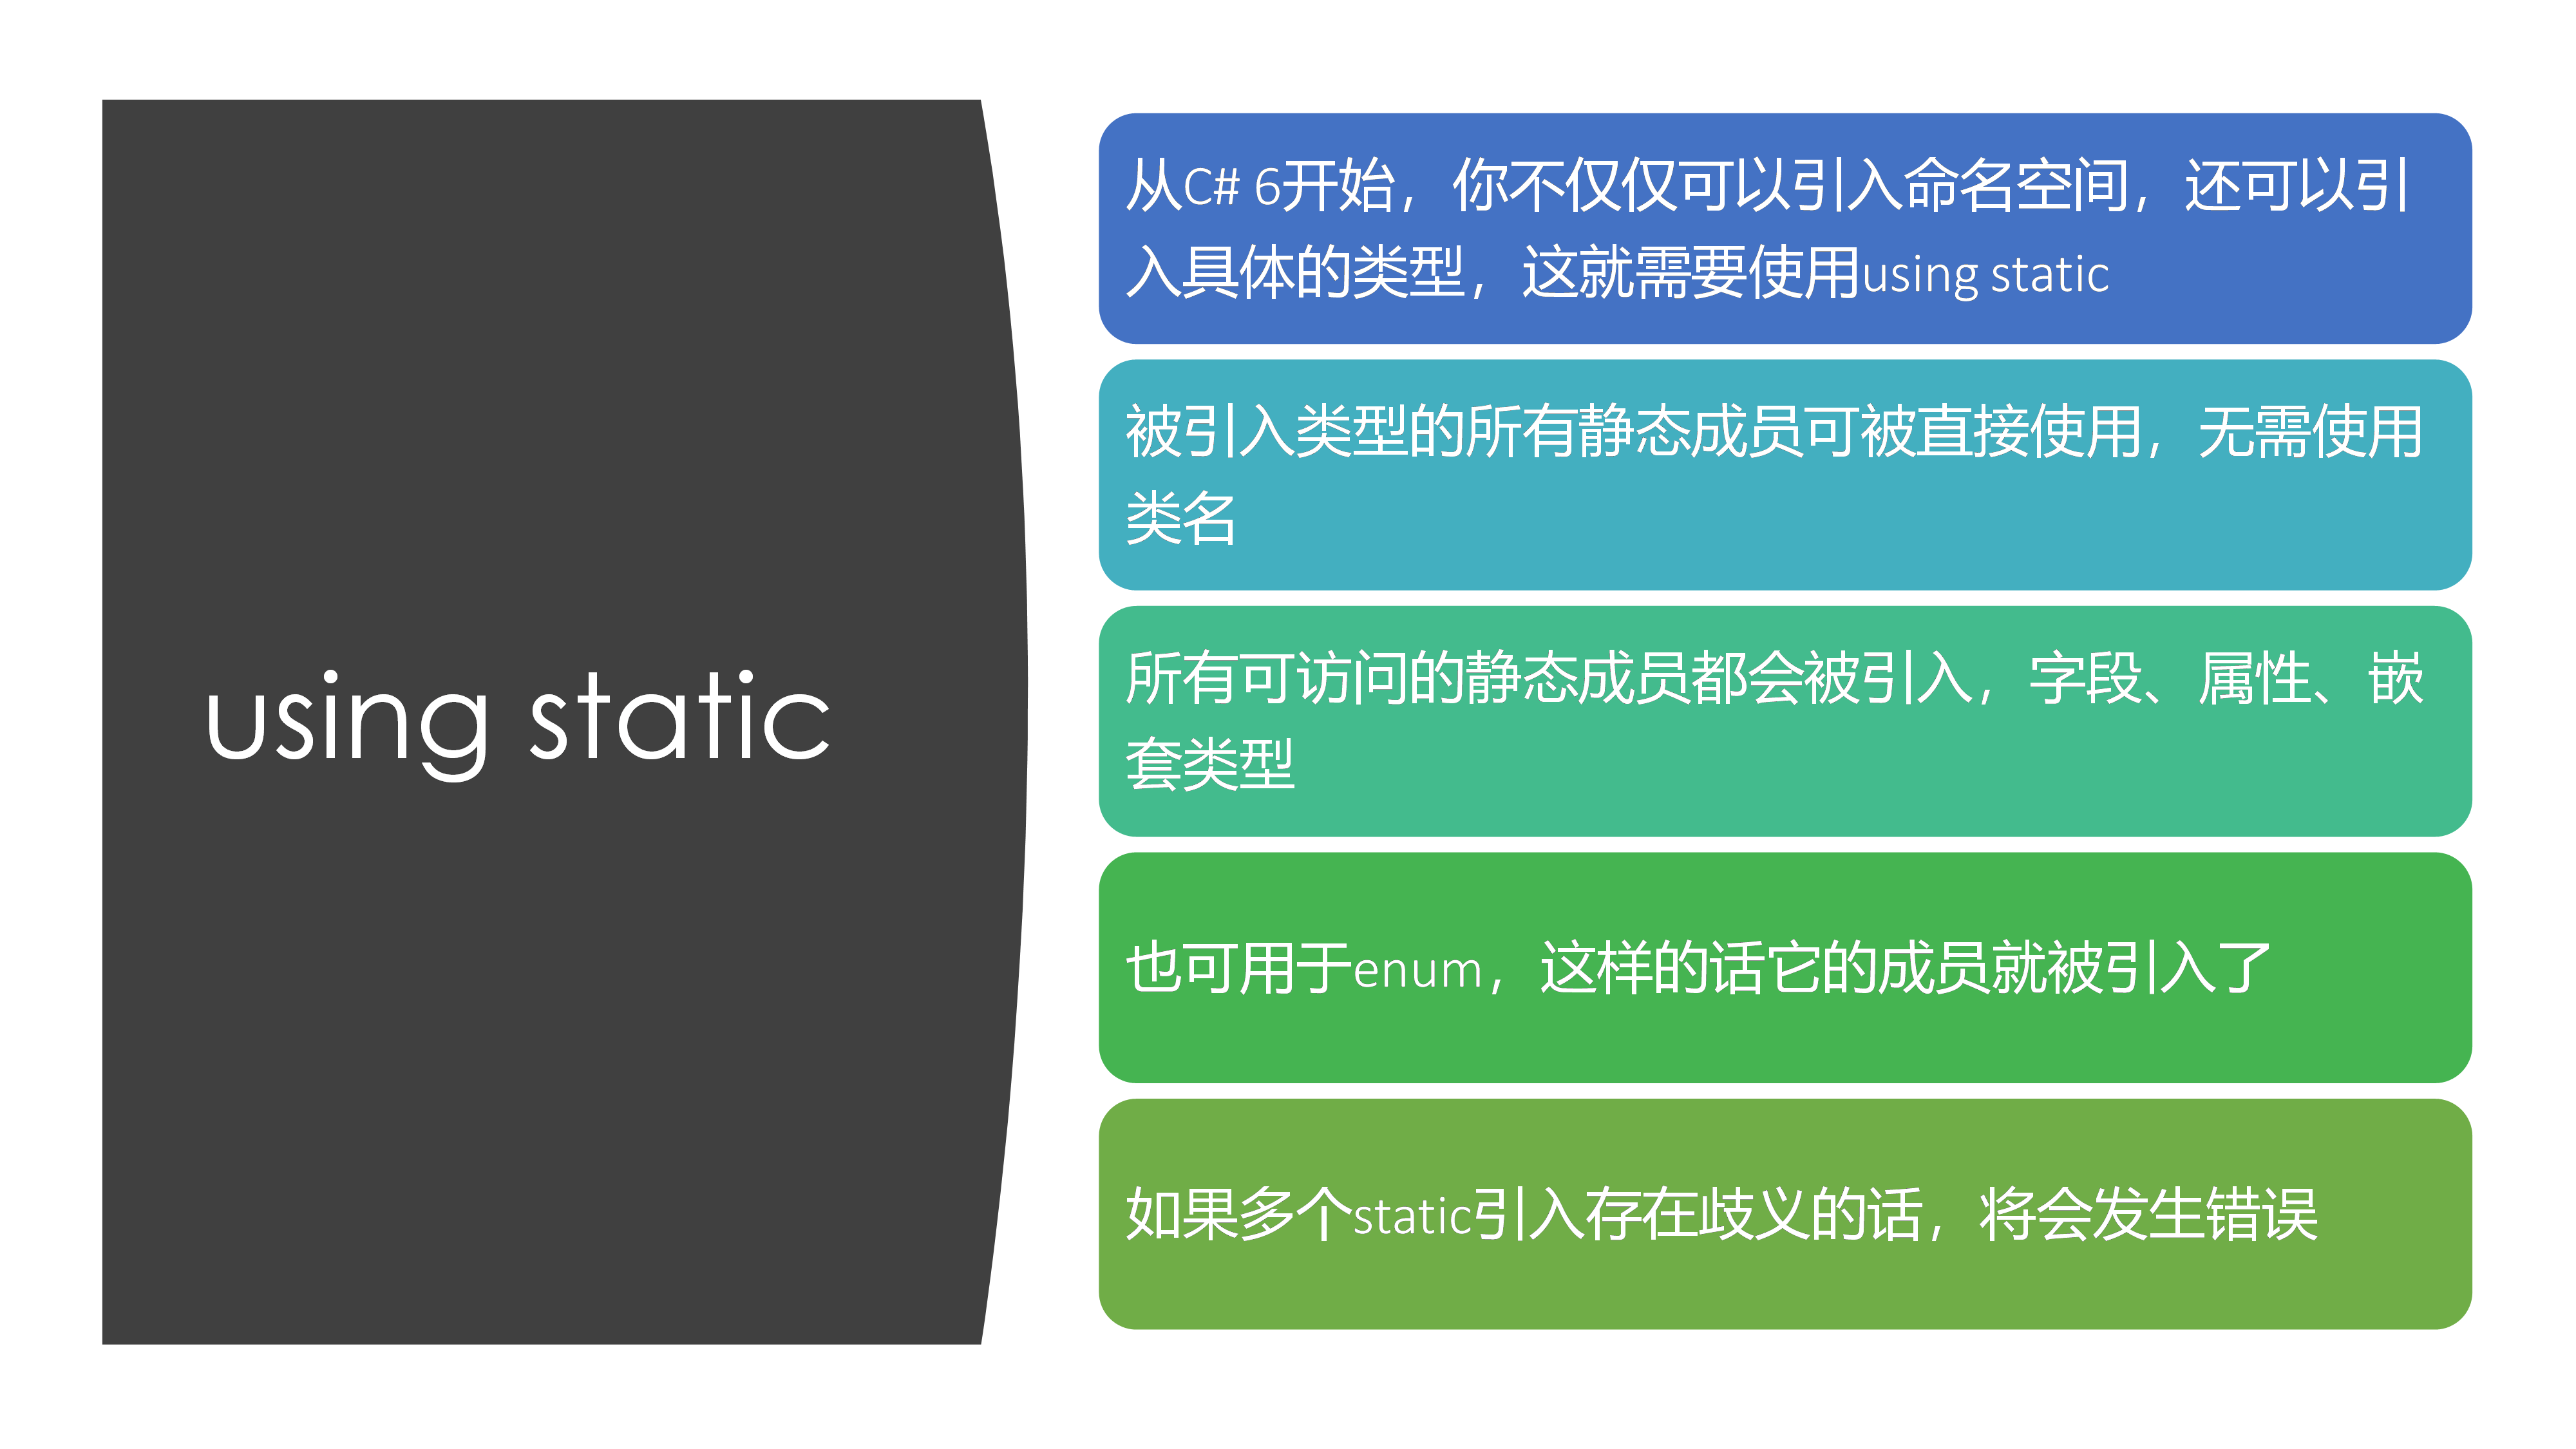 using static
从C# 6开始，你不仅仅可以引入命名空间，还可以引
入具体的类型，这就需要使用using static
被引入类型的所有静态成员可被直接使用，无需使用
类名
所有可访问的静态成员都会被引入，字段、属性、嵌
套类型
也可用于enum，这样的话它的成员就被引入了
如果多个static引入存在歧义的话，将会发生错误